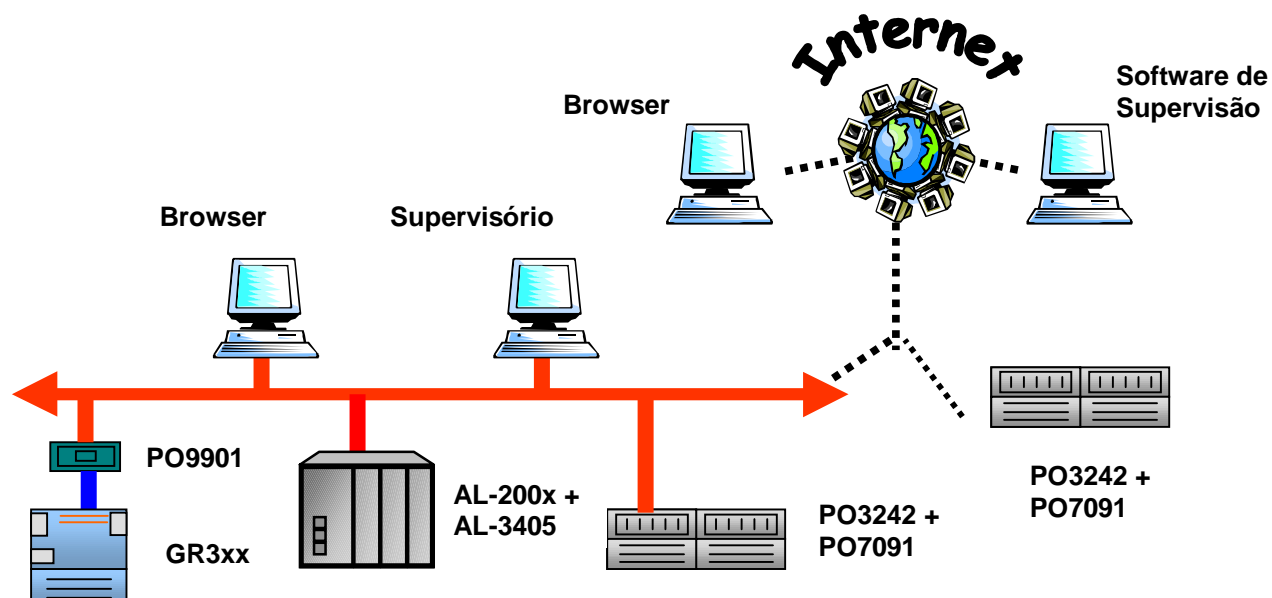 Internet
Software de
Supervisão
Browser
Browser
Supervisório
PO9901
GR3xx
AL-200x +
AL-3405
PO3242 +
PO7091
PO3242 +
PO7091